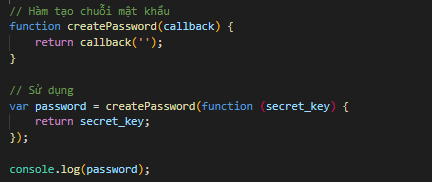 // Hàm tạo chuỗi mật khẩu
function createPassword(callback) {
    return callback('');
}

// Sử dụng
var password = createPassword(function (secret_key) {
    return secret_key;
});

console.log(password);